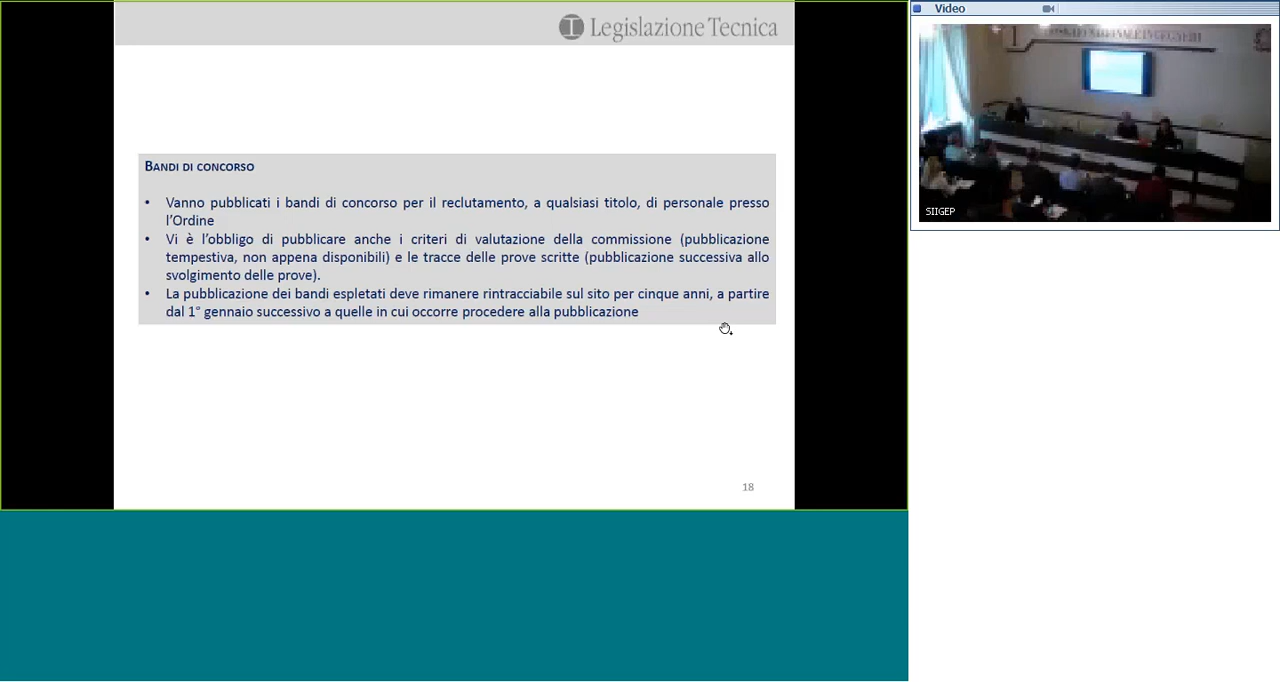 Legislazione Tecnica
BANDI DI CONCORSO
• Vanno pubblicati i bandi di concorso per il reclutamento, a qualsiasi titolo, di personale presso
l'Ordine
• Vi è l'obbligo di pubblicare anche i criteri di valutazione della commissione (pubblicazione
tempestiva, non appena disponibili) e le tracce delle prove scritte (pubblicazione successiva allo
svolgimento delle prove).
• La pubblicazione dei bandi espletati deve rimanere rintracciabile sul sito per cinque anni, a partire
dal 1° gennaio successivo a quelle in cui occorre procedere alla pubblicazione
18
Video
SIIGEP